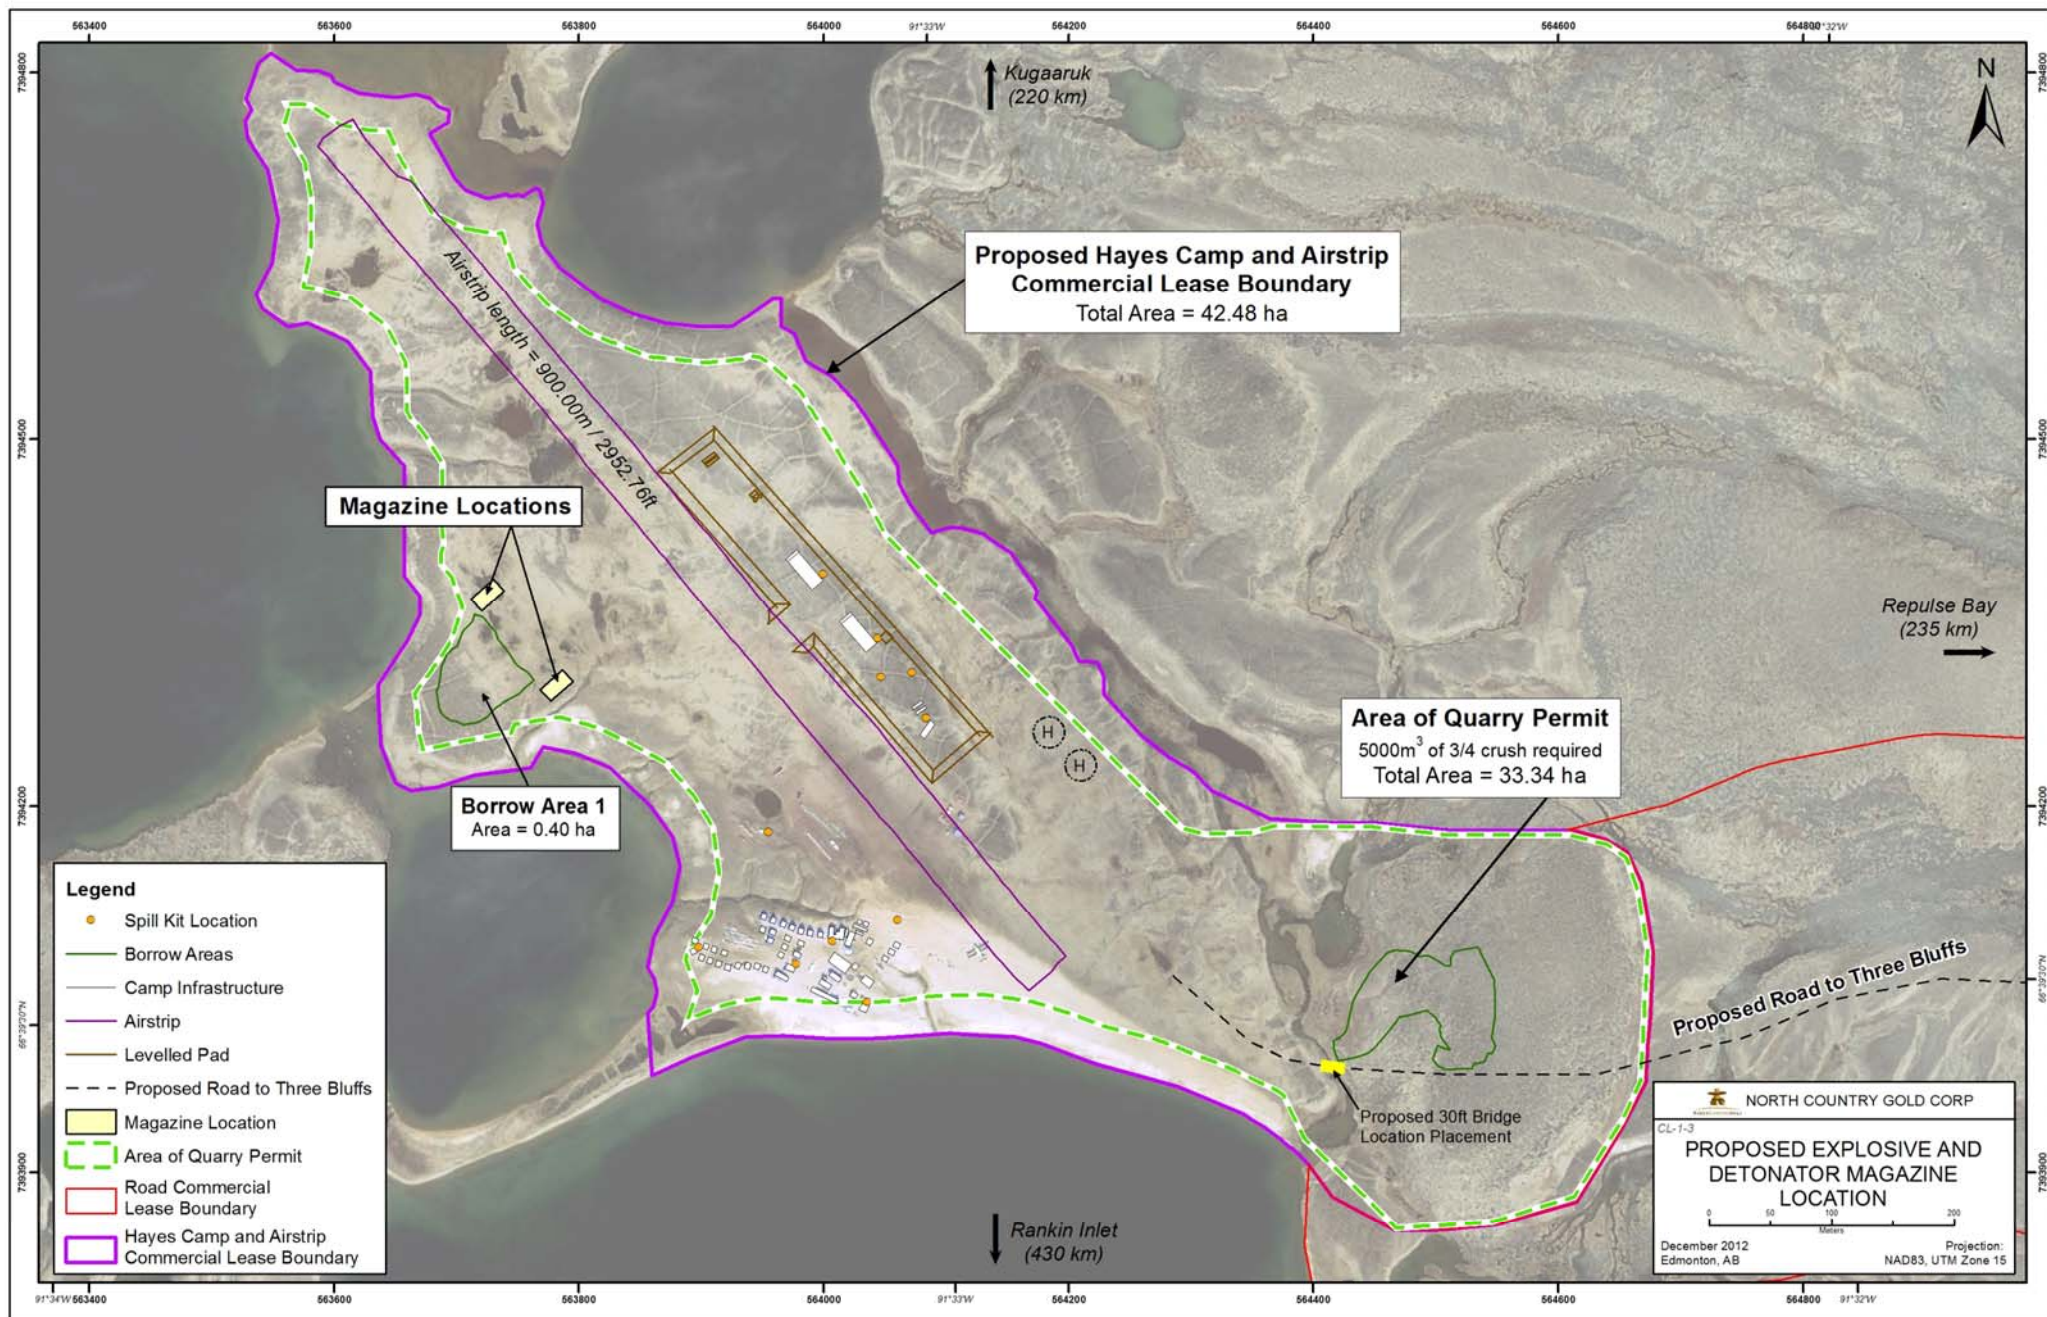 563400
563600
563800
564000
91°33'W
564200
564400
564600
564800
7394800
7394800
Kugaaruk
(220 km)
N
Proposed Hayes Camp and Airstrip
Commercial Lease Boundary
Total Area = 42.48 ha
Airstrip length = 900.00m / 2952.76ft
7394500
7394500
Magazine Locations
Repulse Bay
(235 km)
Area of Quarry Permit
5000m³ of 3/4 crush required
Total Area = 33.34 ha
H
H
Borrow Area 1
Area = 0.40 ha
7394200
7394200
Legend
Spill Kit Location
Borrow Areas
Camp Infrastructure
Airstrip
Levelled Pad
Proposed Road to Three Bluffs
Magazine Location
Area of Quarry Permit
Road Commercial
Lease Boundary
Hayes Camp and Airstrip
Commercial Lease Boundary
Proposed Road to Three Bluffs
Proposed 30ft Bridge
Location Placement
7393900
7393900
Rankin Inlet
(430 km)
NORTH COUNTRY GOLD CORP
CL-1-3
PROPOSED EXPLOSIVE AND
DETONATOR MAGAZINE
LOCATION
0 50 100 200
Meters
December 2012
Edmonton, AB
Projection:
NAD83, UTM Zone 15
91°34'W
563400
563600
563800
564000
91°33'W
564200
564400
564600
564800
91°32'W